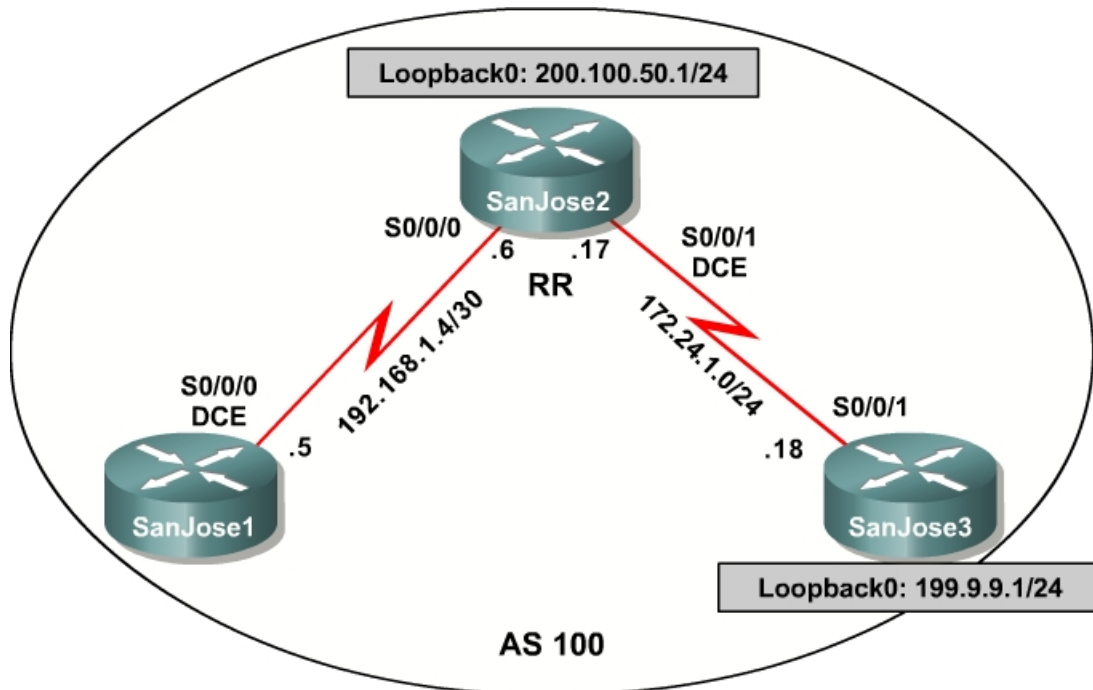 Loopback0: 200.100.50.1/24
SanJose2
S0/0/0
.6
.17
S0/0/1
DCE
RR
192.168.1.4/30
172.24.1.0/24
S0/0/0
DCE
.5
S0/0/1
.18
SanJose1
SanJose3
Loopback0: 199.9.9.1/24
AS 100